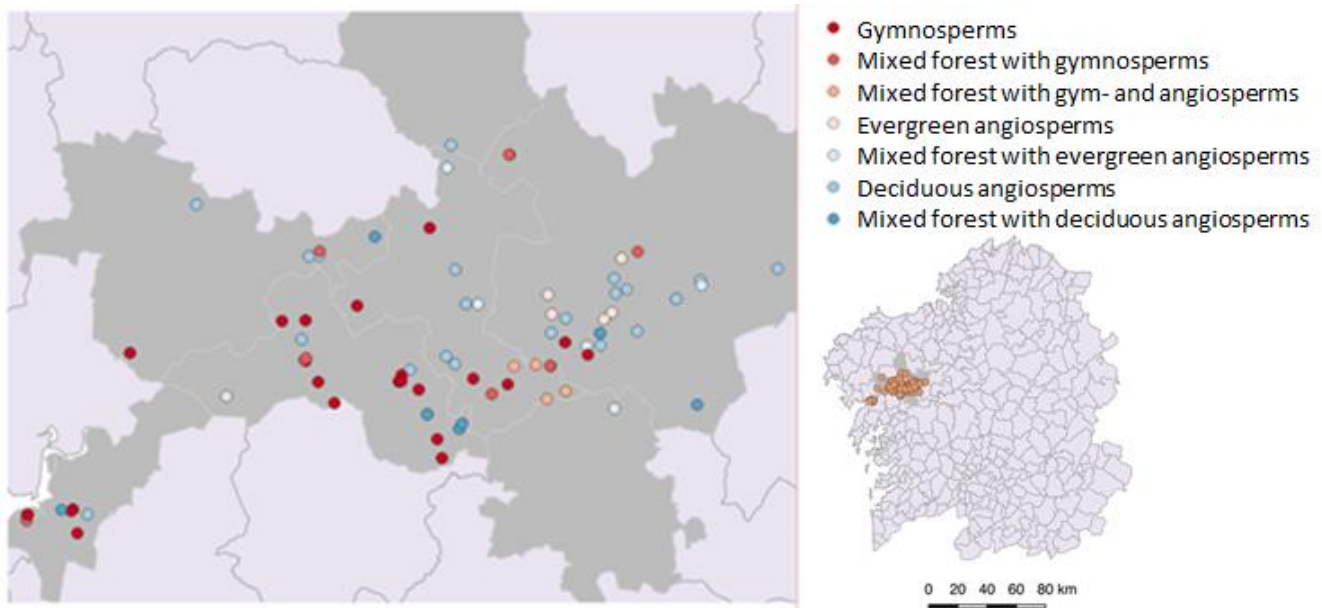 Gymnosperms
Mixed forest with gymnosperms
Mixed forest with gym- and angiosperms
Evergreen angiosperms
Mixed forest with evergreen angiosperms
Deciduous angiosperms
Mixed forest with deciduous angiosperms
0 20 40 60 80 km